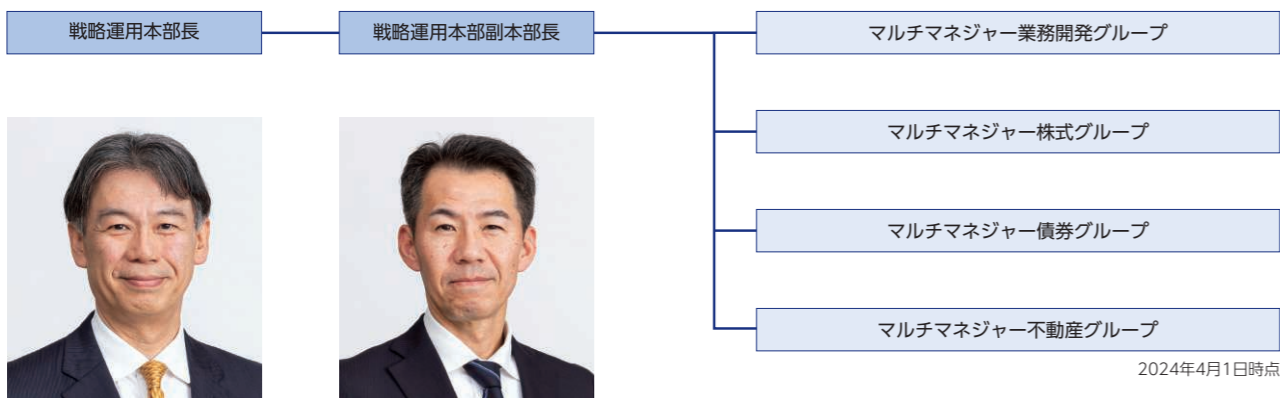 戦略運用本部長
戦略運用本部副本部長
マルチマネジャー業務開発グループ
マルチマネジャー株式グループ
マルチマネジャー債券グループ
マルチマネジャー不動産グループ
2024年4月1日時点